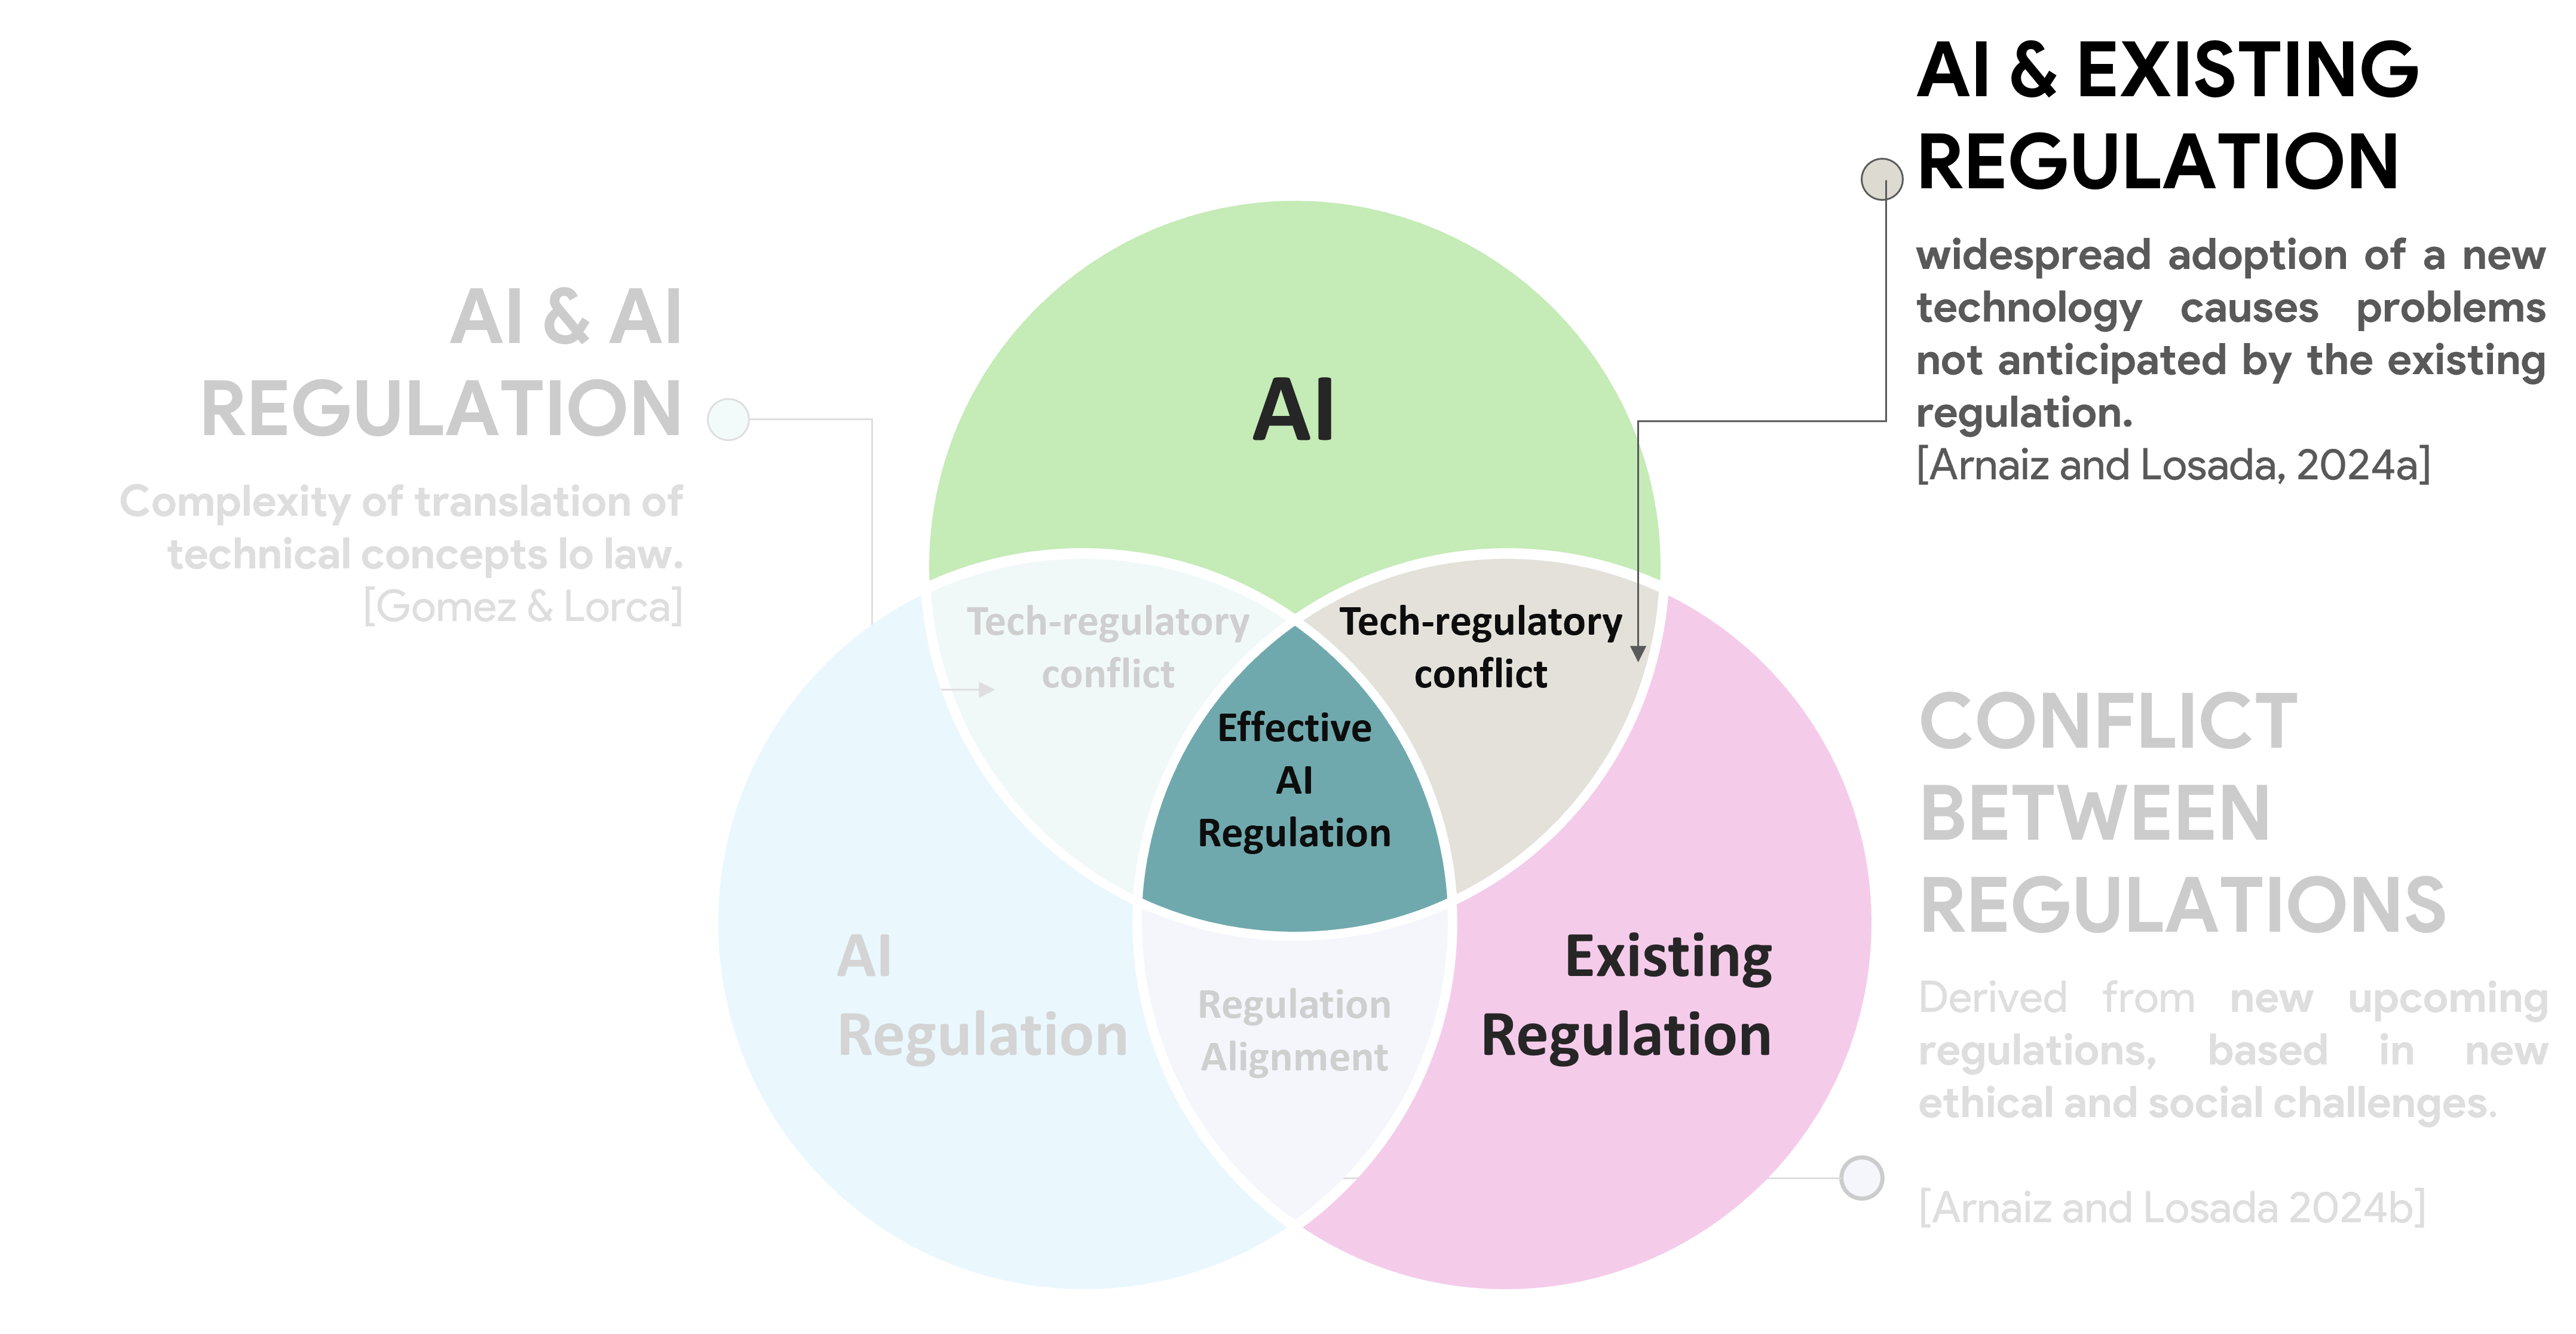 AI & EXISTING
REGULATION
widespread adoption of a new
technology causes problems
not anticipated by the existing
regulation.
[Arnaiz and Losada, 2024a]
AI & AI
REGULATION
Complexity of translation of
technical concepts lo law.
[Gomez & Lorca]
AI
Tech-regulatory
conflict
Tech-regulatory
conflict
Effective
AI
Regulation
AI
Regulation
Regulation
Alignment
Existing
Regulation
CONFLICT
BETWEEN
REGULATIONS
Derived from new upcoming
regulations, based in new
ethical and social challenges.
[Arnaiz and Losada 2024b]